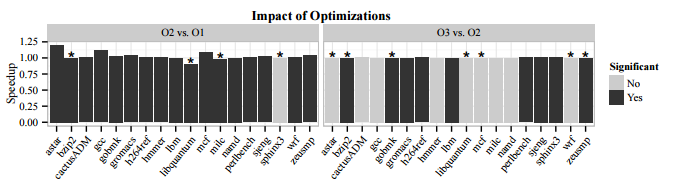 Impact of Optimizations
O2 vs. O1
O3 vs. O2
1.25
1.00
0.75
0.50
0.25
0.00
Speedup
* * * *
* * * * * * *
astar
bzip2
cactusADM
gcc
gobmk
gromacs
h264ref
hmmer
lbm
libquantum
mcf
milc
namd
perlbench
sjeng
sphinx3
wrf
zeusmp
astar
bzip2
cactusADM
gcc
gobmk
gromacs
h264ref
hmmer
lbm
libquantum
mcf
milc
namd
perlbench
sjeng
sphinx3
wrf
zeusmp
Significant
No
Yes